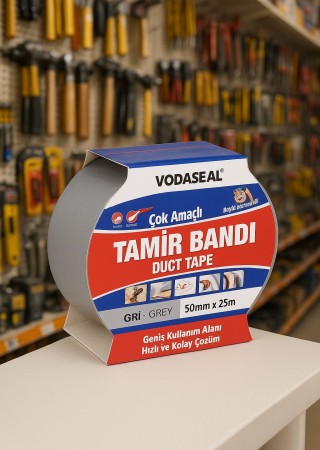 VODASEAL®
Çok Amaçlı
TAMİR BANDI
DUCT TAPE
GRİ - GREY
50mm x 25m
Geniş Kullanım Alanı
Hızlı ve Kolay Çözüm